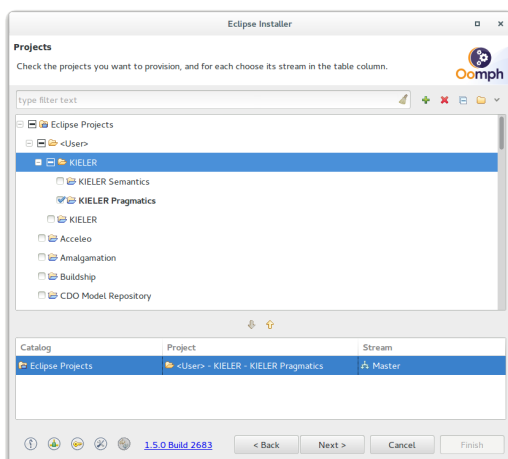 Eclipse Installer
Projects
Check the projects you want to provision, and for each choose its stream in the table column.
Oomph
type filter text
Eclipse Projects
<User>
KIELER
KIELER Semantics
KIELER Pragmatics
KIELER
Acceleo
Amalgamation
Buildship
CDO Model Repository
Catalog Project Stream
Eclipse Projects <User> - KIELER - KIELER Pragmatics Master
1.5.0 Build 2683 < Back Next > Cancel Finish